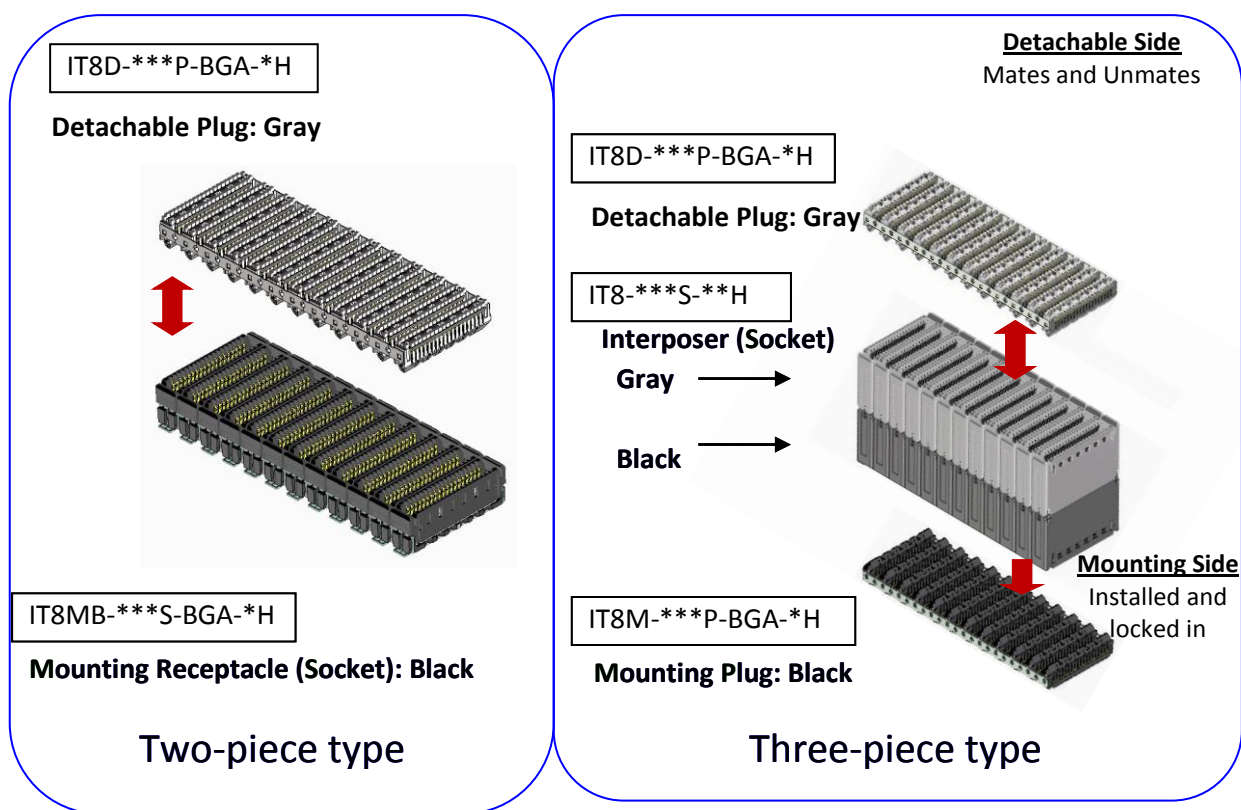 IT8D-***P-BGA-*H
Detachable Plug: Gray
IT8MB-***S-BGA-*H
Mounting Receptacle (Socket): Black
Two-piece type
Detachable Side
Mates and Unmates
IT8D-***P-BGA-*H
Detachable Plug: Gray
IT8-***S-**H
Interposer (Socket)
Gray
Black
Mounting Side
Installed and
locked in
IT8M-***P-BGA-*H
Mounting Plug: Black
Three-piece type